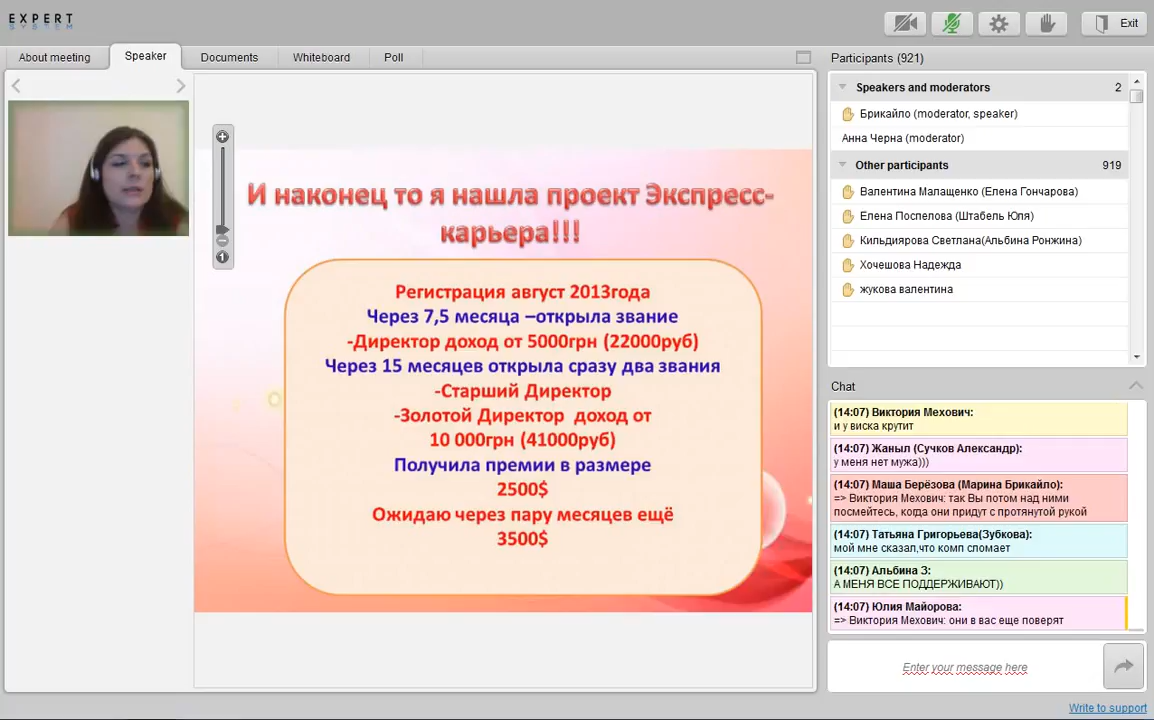 EXPERT
SYSTEM
Exit
About meeting
Speaker
Documents
Whiteboard
Poll
И наконец то я нашла проект Экспресс-
карьера!!!
Регистрация август 2013года
Через 7,5 месяца –открыла звание
-Директор доход от 5000грн (22000руб)
Через 15 месяцев открыла сразу два звания
-Старший Директор
-Золотой Директор доход от
10 000грн (41000руб)
Получила премии в размере
2500$
Ожидаю через пару месяцев ещё
3500$
Participants (921)
Speakers and moderators 2
Брикайло (moderator, speaker)
Анна Черна (moderator)
Other participants 919
Валентина Малащенко (Елена Гончарова)
Елена Поспелова (Штабель Юля)
Кильдиярова Светлана(Альбина Ронжина)
Хочешова Надежда
жукова валентина
Chat
(14:07) Виктория Мехович:
и у виска крутит
(14:07) Жаныл (Сучков Александр):
у меня нет мужа)))
(14:07) Маша Берёзова (Марина Брикайло):
=> Виктория Мехович: так Вы потом над ними
посмейтесь, когда они придут с протянутой рукой
(14:07) Татьяна Григорьева(Зубкова):
мой мне сказал,что комп сломает
(14:07) Альбина З:
А МЕНЯ ВСЕ ПОДДЕРЖИВАЮТ))
(14:07) Юлия Майорова:
=> Виктория Мехович: они в вас еще поверят
Enter your message here
Write to support